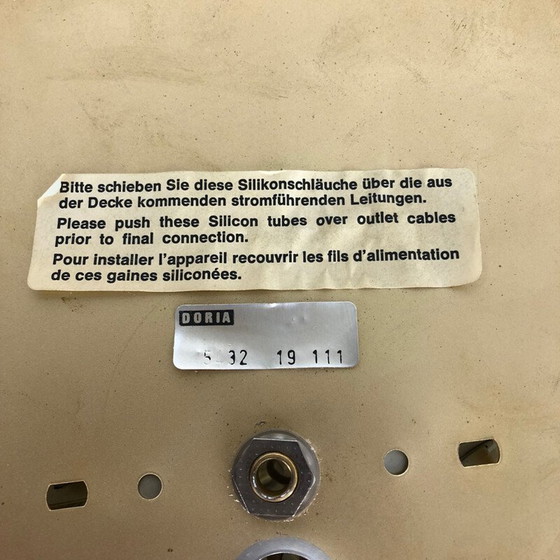 Bitte schieben Sie diese Silikonschläuche über die aus
der Decke kommenden stromführenden Leitungen.
Please push these Silicon tubes over outlet cables
prior to final connection.
Pour installer l'appareil recouvrir les fils d'alimentation
de ces gaines siliconées.
DORIA
32 19 111